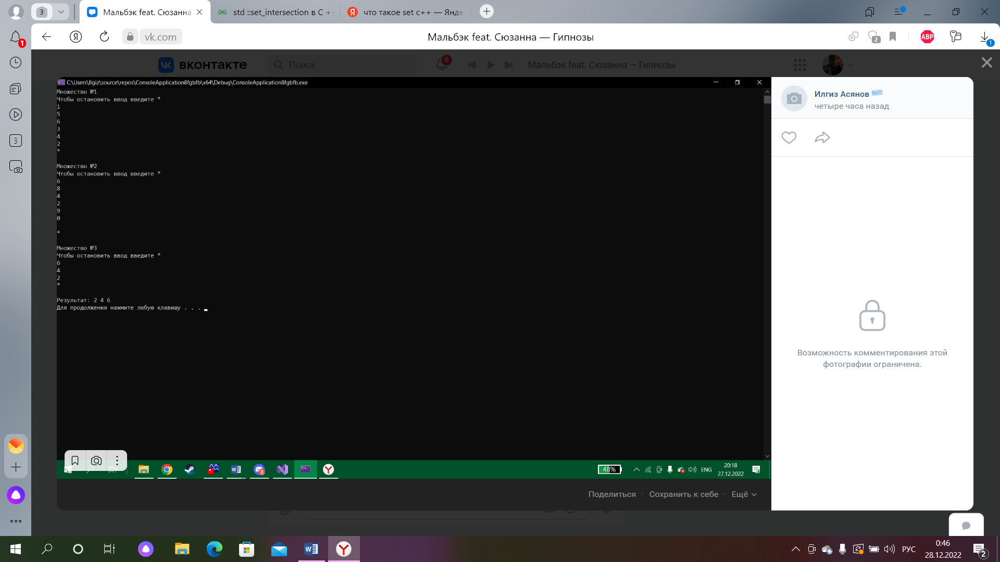 3
Мальбэк feat. Сюзанна
std ::set_intersection в C +
что такое set c++ — Янде
1
vk.com
Мальбэк feat. Сюзанна — Гипнозы
2
ABP
1
вконтакте
Поиск
8
Мальбэк feat. Сюзанна — Гипнозы
C:\Users\Ilgiz\source\repos\ConsoleApplication8fgbfb\x64\Debug\ConsoleApplication8fgbfb.exe
Множество №1
Чтобы остановить ввод введите *
1
5
6
3
4
2
*
Множество №2
Чтобы остановить ввод введите *
6
8
4
2
9
0
*
Множество №3
Чтобы остановить ввод введите *
6
4
2
*
Результат: 2 4 6
Для продолжения нажмите любую клавишу . . .
Илгиз Асянов
четыре часа назад
Возможность комментирования этой
фотографии ограничена.
3
48%
ENG
20:18
27.12.2022
Поделиться · Сохранить к себе · Ещё
РУС
0:46
28.12.2022
2